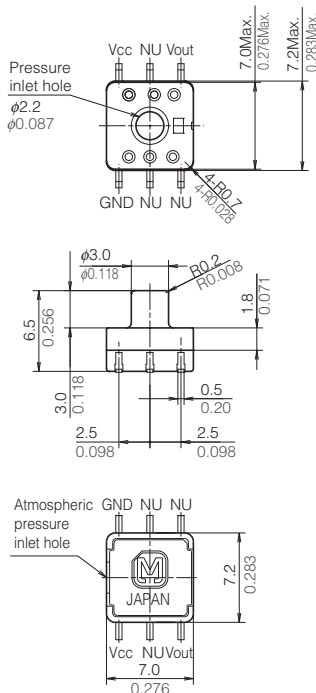 Vcc NU Vout
Pressure
inlet hole
ϕ2.2
ϕ0.087
7.0Max.
0.276Max.
7.2Max.
0.283Max.
4-R0.7
4-R0.028
GND NU NU
ϕ3.0
ϕ0.118
R0.2
R0.008
6.5
0.256
3.0
0.118
1.8
0.071
0.5
0.20
2.5
0.098
2.5
0.098
Atmospheric
pressure
inlet hole
GND NU NU
M
JAPAN
7.2
0.283
Vcc NU Vout
7.0
0.276